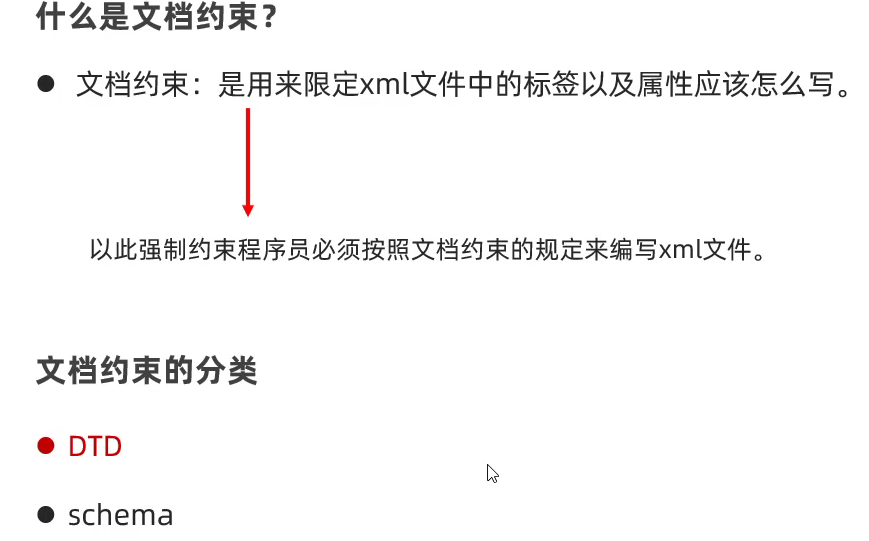 什么是文档约束？
● 文档约束：是用来限定xml文件中的标签以及属性应该怎么写。
以此强制约束程序员必须按照文档约束的规定来编写xml文件。
文档约束的分类
● DTD
● schema